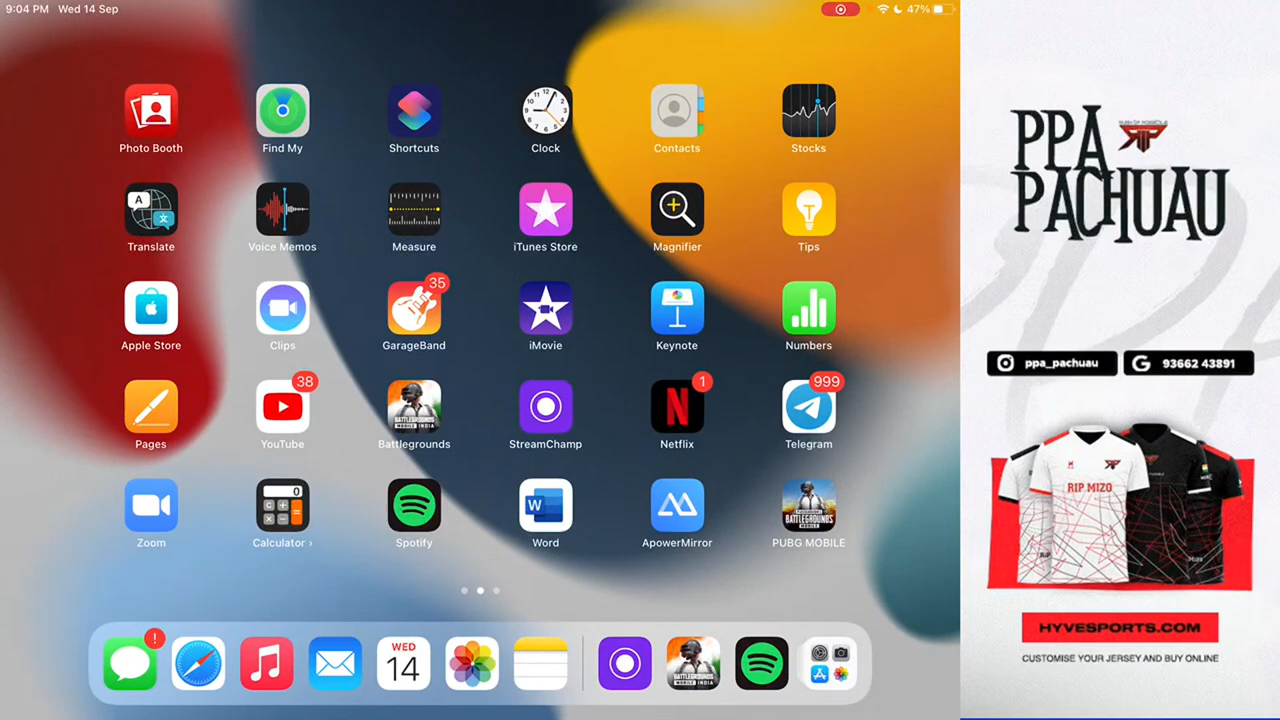 9:04 PM Wed 14 Sep
47%
Photo Booth
Find My
Shortcuts
Clock
Contacts
Stocks
Translate
Voice Memos
Measure
iTunes Store
Magnifier
Tips
35
Apple Store
Clips
GarageBand
iMovie
Keynote
Numbers
38
1
999
Pages
YouTube
Battlegrounds
StreamChamp
Netflix
Telegram
Zoom
Calculator ›
Spotify
Word
ApowerMirror
PUBG MOBILE
!
WED
14
PPA
PACHUAU
RIP
ppa_pachuau
93662 43891
RIP MIZO
HYVESPORTS.COM
CUSTOMISE YOUR JERSEY AND BUY ONLINE